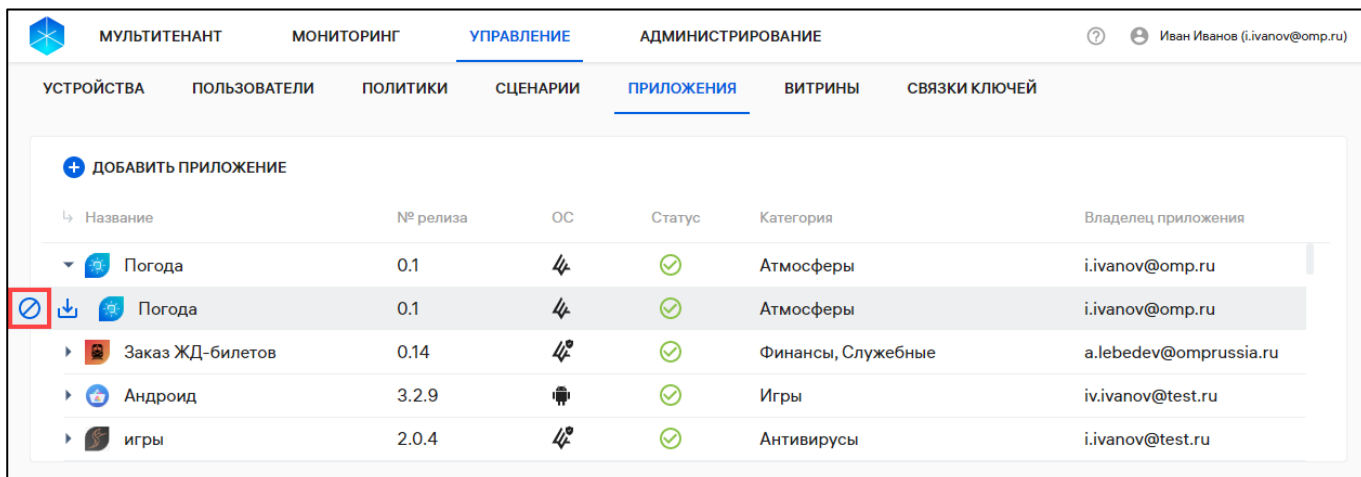 МУЛЬТИТЕНАНТ МОНИТОРИНГ УПРАВЛЕНИЕ АДМИНИСТРИРОВАНИЕ ? Иван Иванов (i.ivanov@omp.ru)
УСТРОЙСТВА ПОЛЬЗОВАТЕЛИ ПОЛИТИКИ СЦЕНАРИИ ПРИЛОЖЕНИЯ ВИТРИНЫ СВЯЗКИ КЛЮЧЕЙ
ДОБАВИТЬ ПРИЛОЖЕНИЕ
Название № релиза ОС Статус Категория Владелец приложения
Погода 0.1 Атмосферы i.ivanov@omp.ru
Погода 0.1 Атмосферы i.ivanov@omp.ru
Заказ ЖД-билетов 0.14 Финансы, Служебные a.lebedev@omprussia.ru
Андроид 3.2.9 Игры iv.ivanov@test.ru
игры 2.0.4 Антивирусы i.ivanov@test.ru